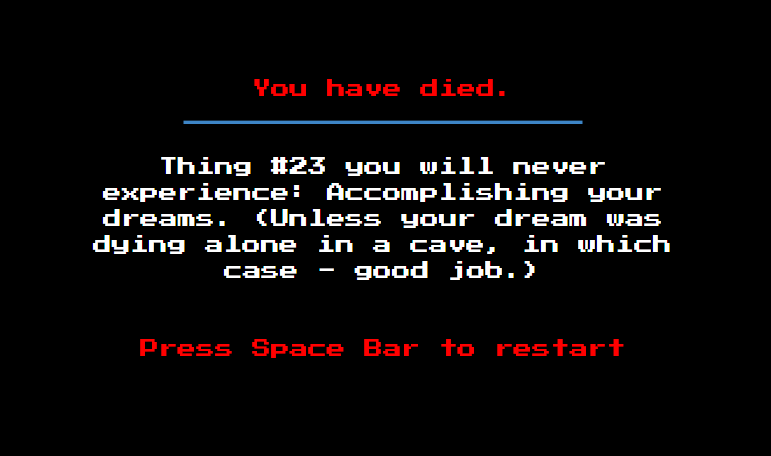 You have died.
Thing #23 you will never
experience: Accomplishing your
dreams. (Unless your dream was
dying alone in a cave, in which
case - good job.)
Press Space Bar to restart